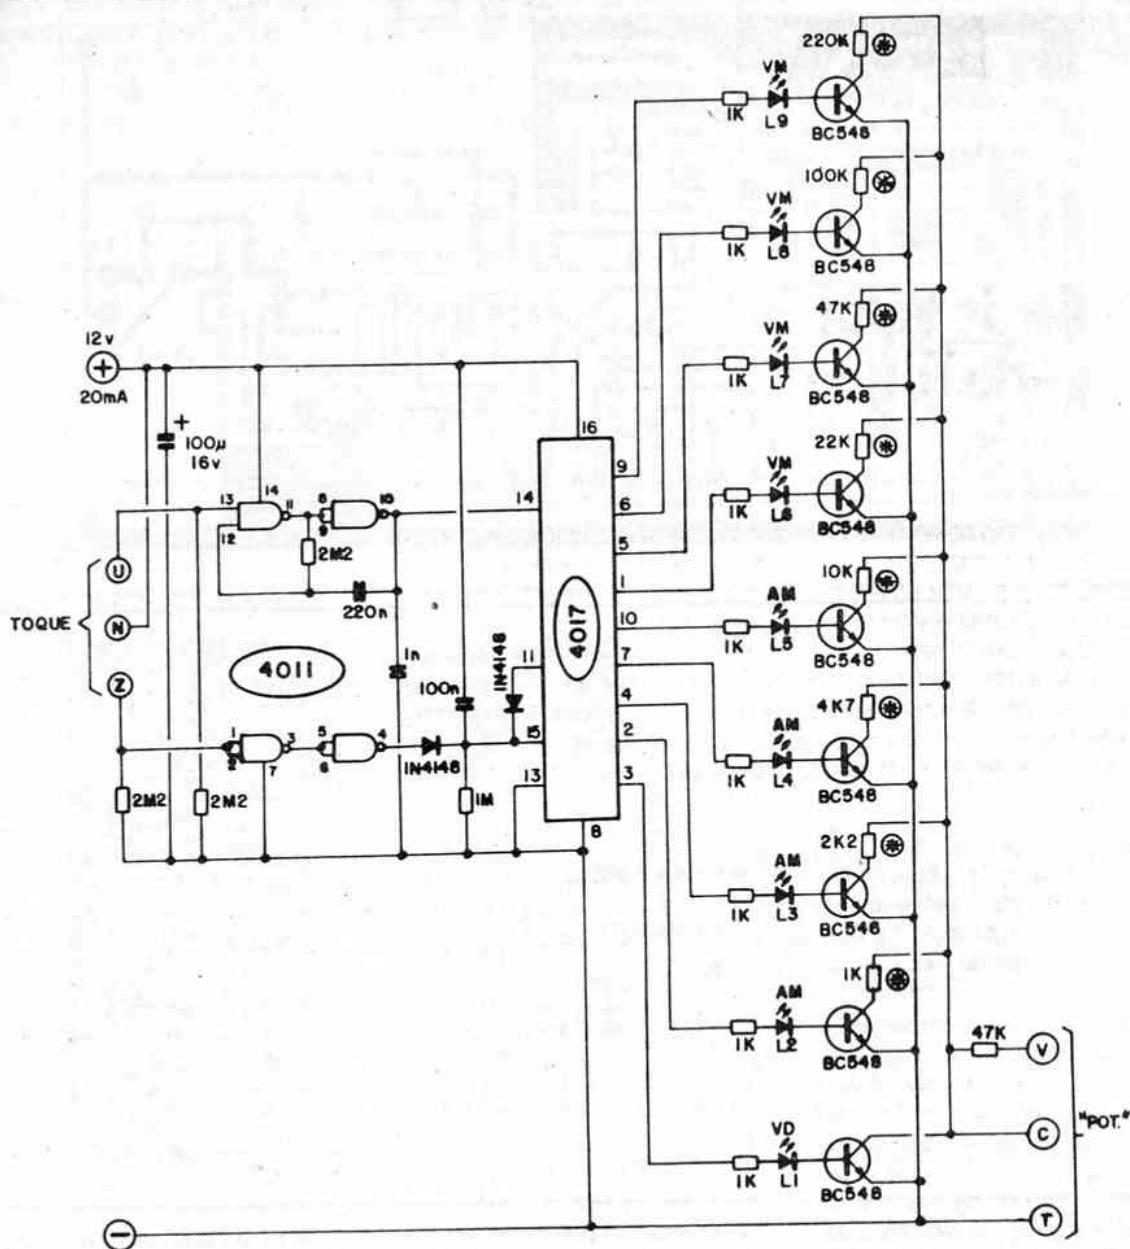 220K
VM
L9
1K
BC548
100K
VM
L8
1K
BC548
47K
VM
L7
1K
BC548
22K
VM
L6
1K
BC548
10K
AM
L5
1K
BC548
4K7
AM
L4
1K
BC548
2K2
AM
L3
1K
BC548
1K
AM
L2
1K
BC548
VD
L1
1K
BC548
12v
+
20mA
+
100µ
16v
16
14
13
12
14
11
8
9
10
2M2
220n
TOQUE
U
N
Z
4011
1n
100n
1N4148
11
15
13
4017
9
6
5
1
10
7
4
2
3
8
1
2
3
7
5
6
4
1N4148
2M2
2M2
1M
47K
V
C
T
"POT."
−